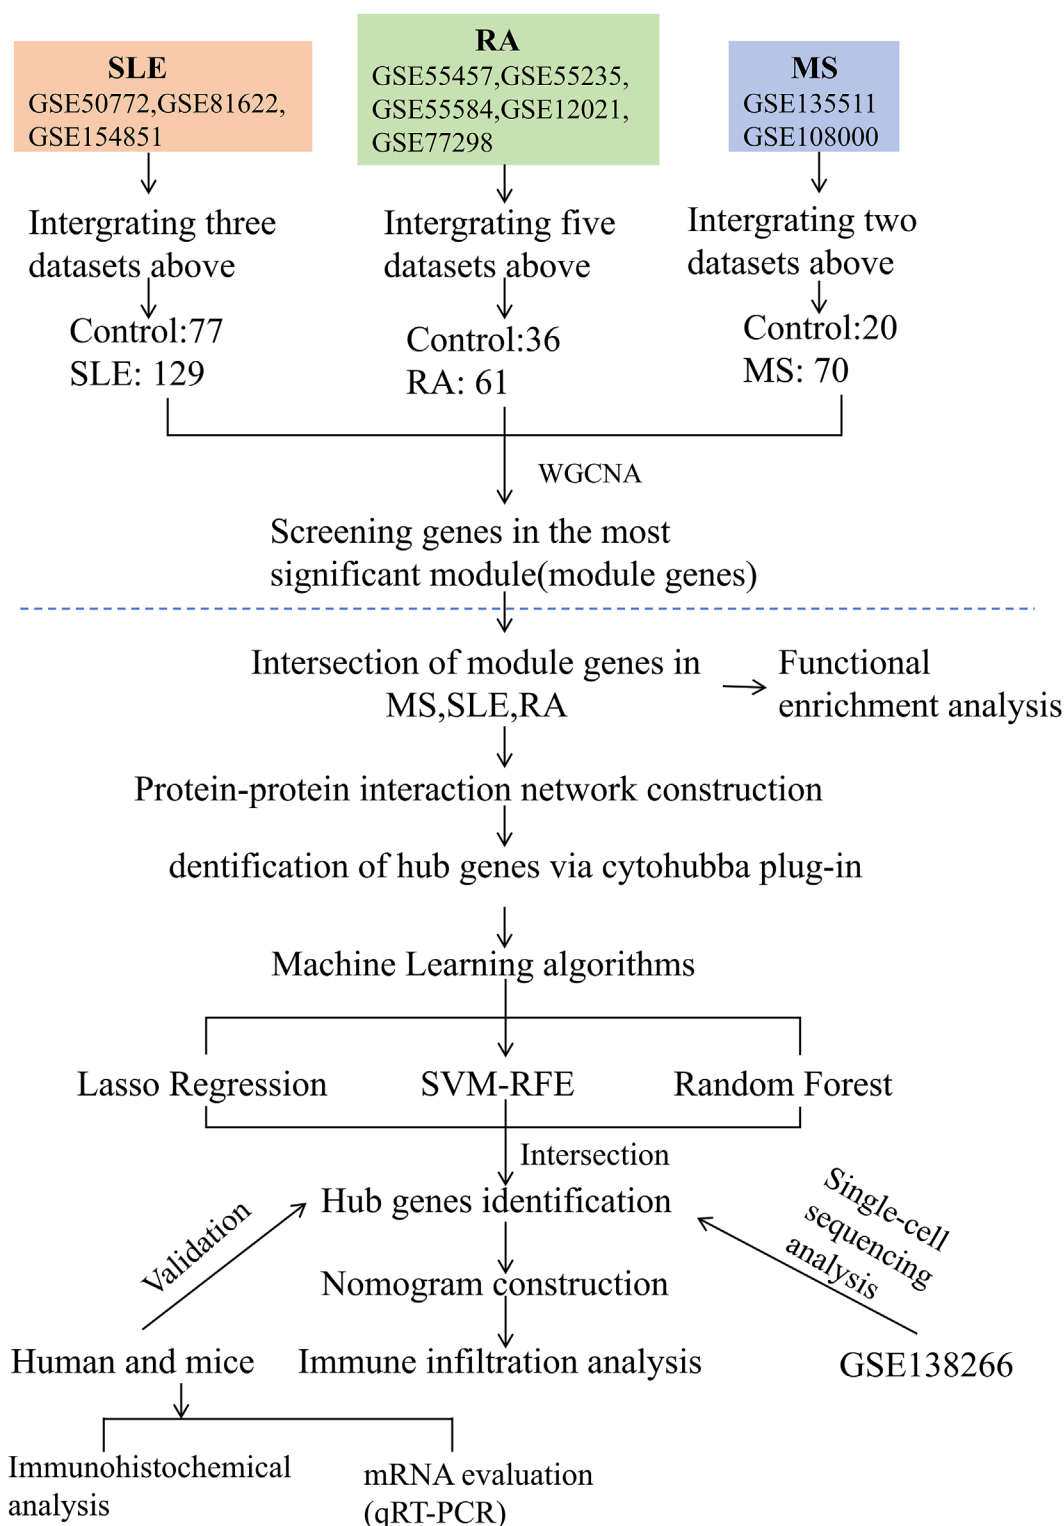 SLE
GSE50772,GSE81622,
GSE154851
RA
GSE55457,GSE55235,
GSE55584,GSE12021,
GSE77298
MS
GSE135511
GSE108000
Intergrating three
datasets above
Intergrating five
datasets above
Intergrating two
datasets above
Control:77
SLE: 129
Control:36
RA: 61
Control:20
MS: 70
WGCNA
Screening genes in the most
significant module(module genes)
Intersection of module genes in
MS,SLE,RA
Functional
enrichment analysis
Protein-protein interaction network construction
dentification of hub genes via cytohubba plug-in
Machine Learning algorithms
Lasso Regression
SVM-RFE
Random Forest
Intersection
Hub genes identification
Validation
Single-cell
sequencing
analysis
Nomogram construction
Human and mice
Immune infiltration analysis
GSE138266
Immunohistochemical
analysis
mRNA evaluation
(qRT-PCR)